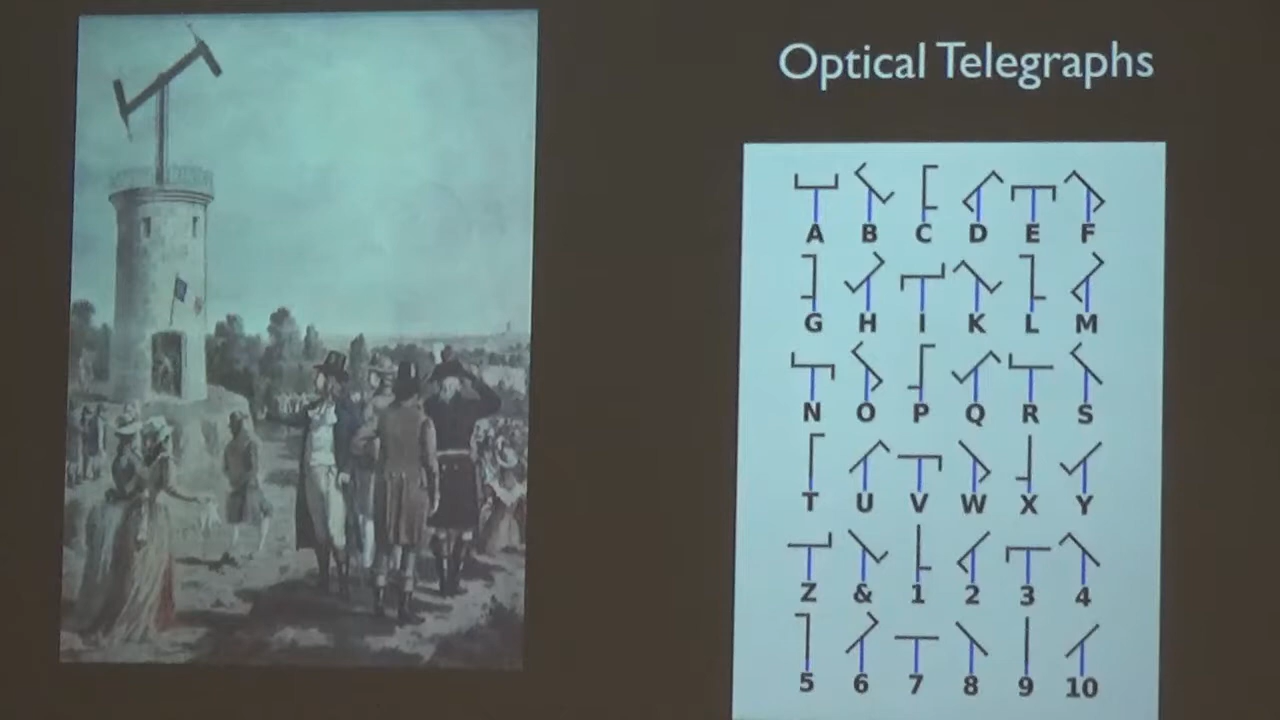 Optical Telegraphs
A B C D E F
G H I K L M
N O P Q R S
T U V W X Y
Z & 1 2 3 4
5 6 7 8 9 10